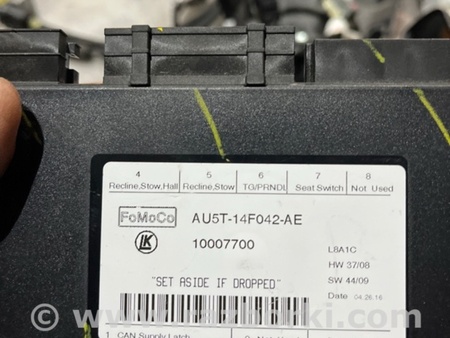 4 5 6 7 8
Recline,Stow,Hall Recline,Stow TG/PRNDL Seat Switch Not Used
FoMoCo AU5T-14F042-AE
LK 10007700
L8A1C
HW 37/08
"SET ASIDE IF DROPPED" SW 44/09
Date 04.26.16
1 CAN Supply Latch